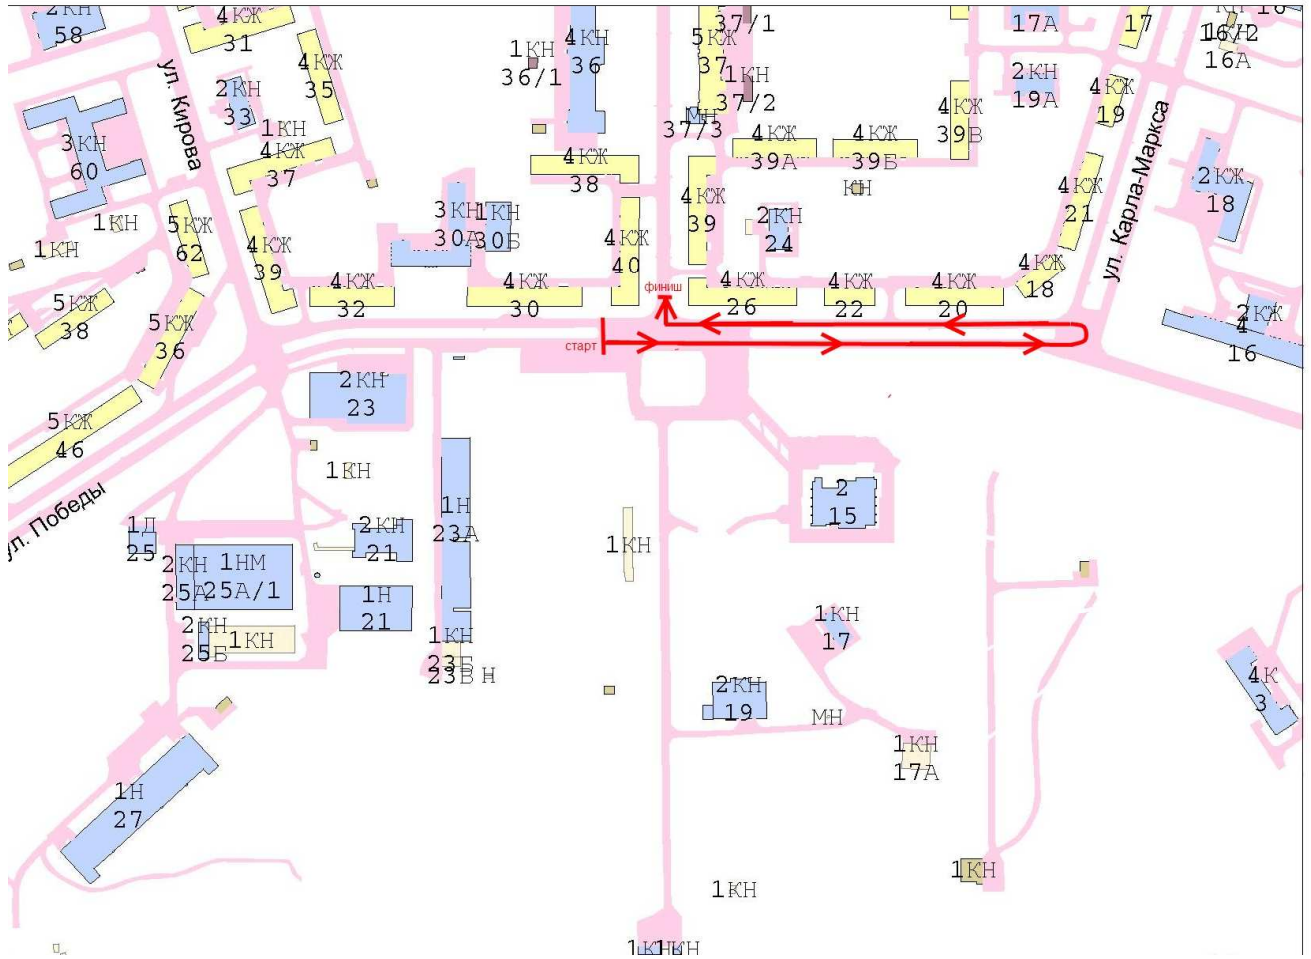 2КН
58
4КЖ
31
4КЖ
35
2КН
33
ул. Кирова
3КН
60
1КН
4КЖ
37
1КН
36/1
4КН
36
5КЖ
37
37/1
1КН
37/2
МН
37/3
17А
17
16/2
1КН
16А
2КН
19А
4КЖ
19
4КЖ
39В
4КЖ
39А
4КЖ
39Б
4КЖ
38
КН
ул. Карла-Маркса
2КЖ
18
4КЖ
21
1КН
1КН
5КЖ
62
4КЖ
39
3КН
30А
1КН
30Б
4КЖ
40
4КЖ
39
2КН
24
4КЖ
32
4КЖ
30
финиш
4КЖ
26
4КЖ
22
4КЖ
20
4КЖ
18
5КЖ
38
5КЖ
36
старт
2КЖ
4
16
2КН
23
5КЖ
46
1КН
ул. Победы
1Н
23А
2
15
1Д
25
2КН
21
1КН
2КН
25А
1НМ
25А/1
1Н
21
2КН
25Б
1КН
1КН
23Б
23В Н
1КН
17
2КН
19
МН
4К
3
1КН
17А
1Н
27
1КН
1КН
1КН